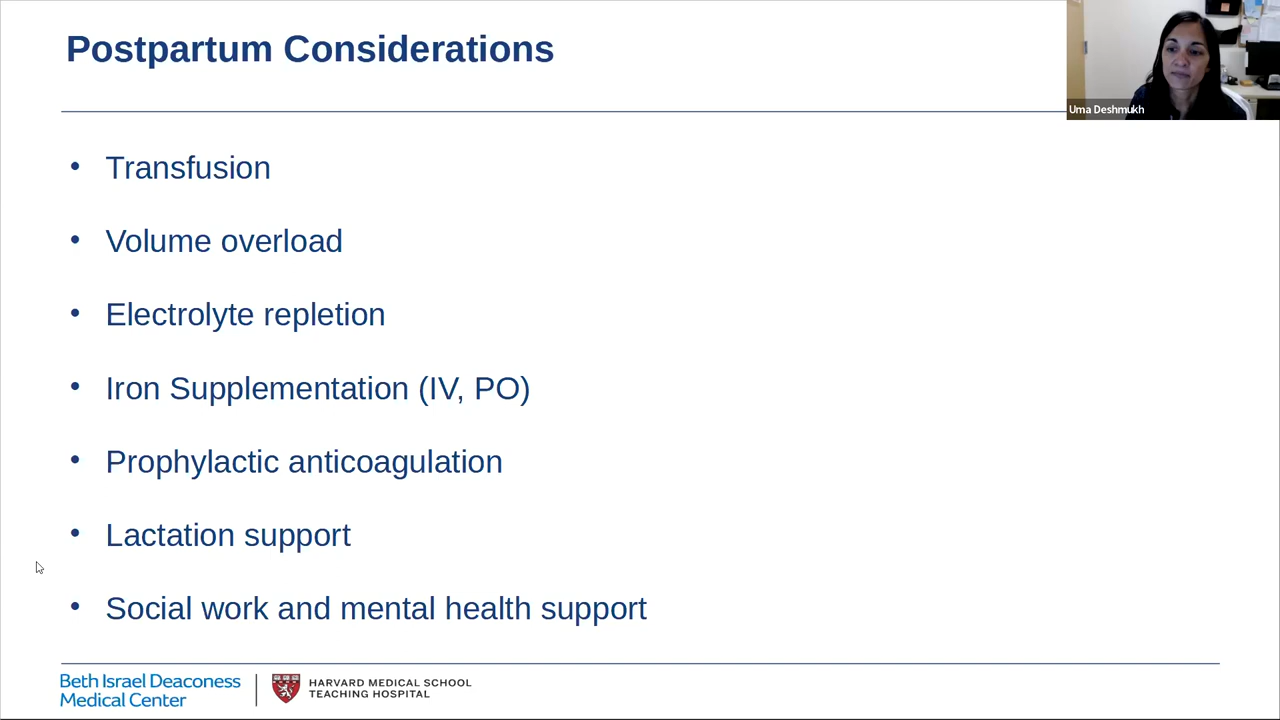 Postpartum Considerations
Uma Deshmukh
• Transfusion
• Volume overload
• Electrolyte repletion
• Iron Supplementation (IV, PO)
• Prophylactic anticoagulation
• Lactation support
• Social work and mental health support
Beth Israel Deaconess
Medical Center
HARVARD MEDICAL SCHOOL
TEACHING HOSPITAL